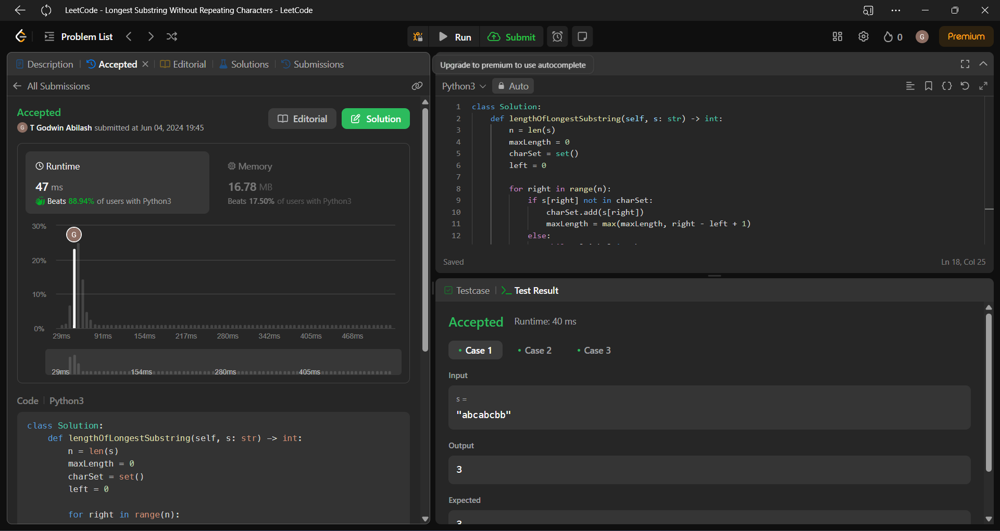 LeetCode - Longest Substring Without Repeating Characters - LeetCode
Problem List
Run
Submit
0
G
Premium
Description
Accepted
Editorial
Solutions
Submissions
All Submissions
Accepted
G T Godwin Abilash submitted at Jun 04, 2024 19:45
Editorial
Solution
Runtime
47 ms
Beats 88.94% of users with Python3
Memory
16.78 MB
Beats 17.50% of users with Python3
30%
20%
10%
0%
G
29ms 91ms 154ms 217ms 280ms 342ms 405ms 468ms
29ms 154ms 280ms 405ms
Code Python3
class Solution:
def lengthOfLongestSubstring(self, s: str) -> int:
n = len(s)
maxLength = 0
charSet = set()
left = 0
for right in range(n):
Upgrade to premium to use autocomplete
Python3
Auto
1 class Solution:
2 def lengthOfLongestSubstring(self, s: str) -> int:
3 n = len(s)
4 maxLength = 0
5 charSet = set()
6 left = 0
7
8 for right in range(n):
9 if s[right] not in charSet:
10 charSet.add(s[right])
11 maxLength = max(maxLength, right - left + 1)
12 else:
Saved
Ln 18, Col 25
Testcase
Test Result
Accepted Runtime: 40 ms
Case 1
Case 2
Case 3
Input
s =
"abcabcbb"
Output
3
Expected
3